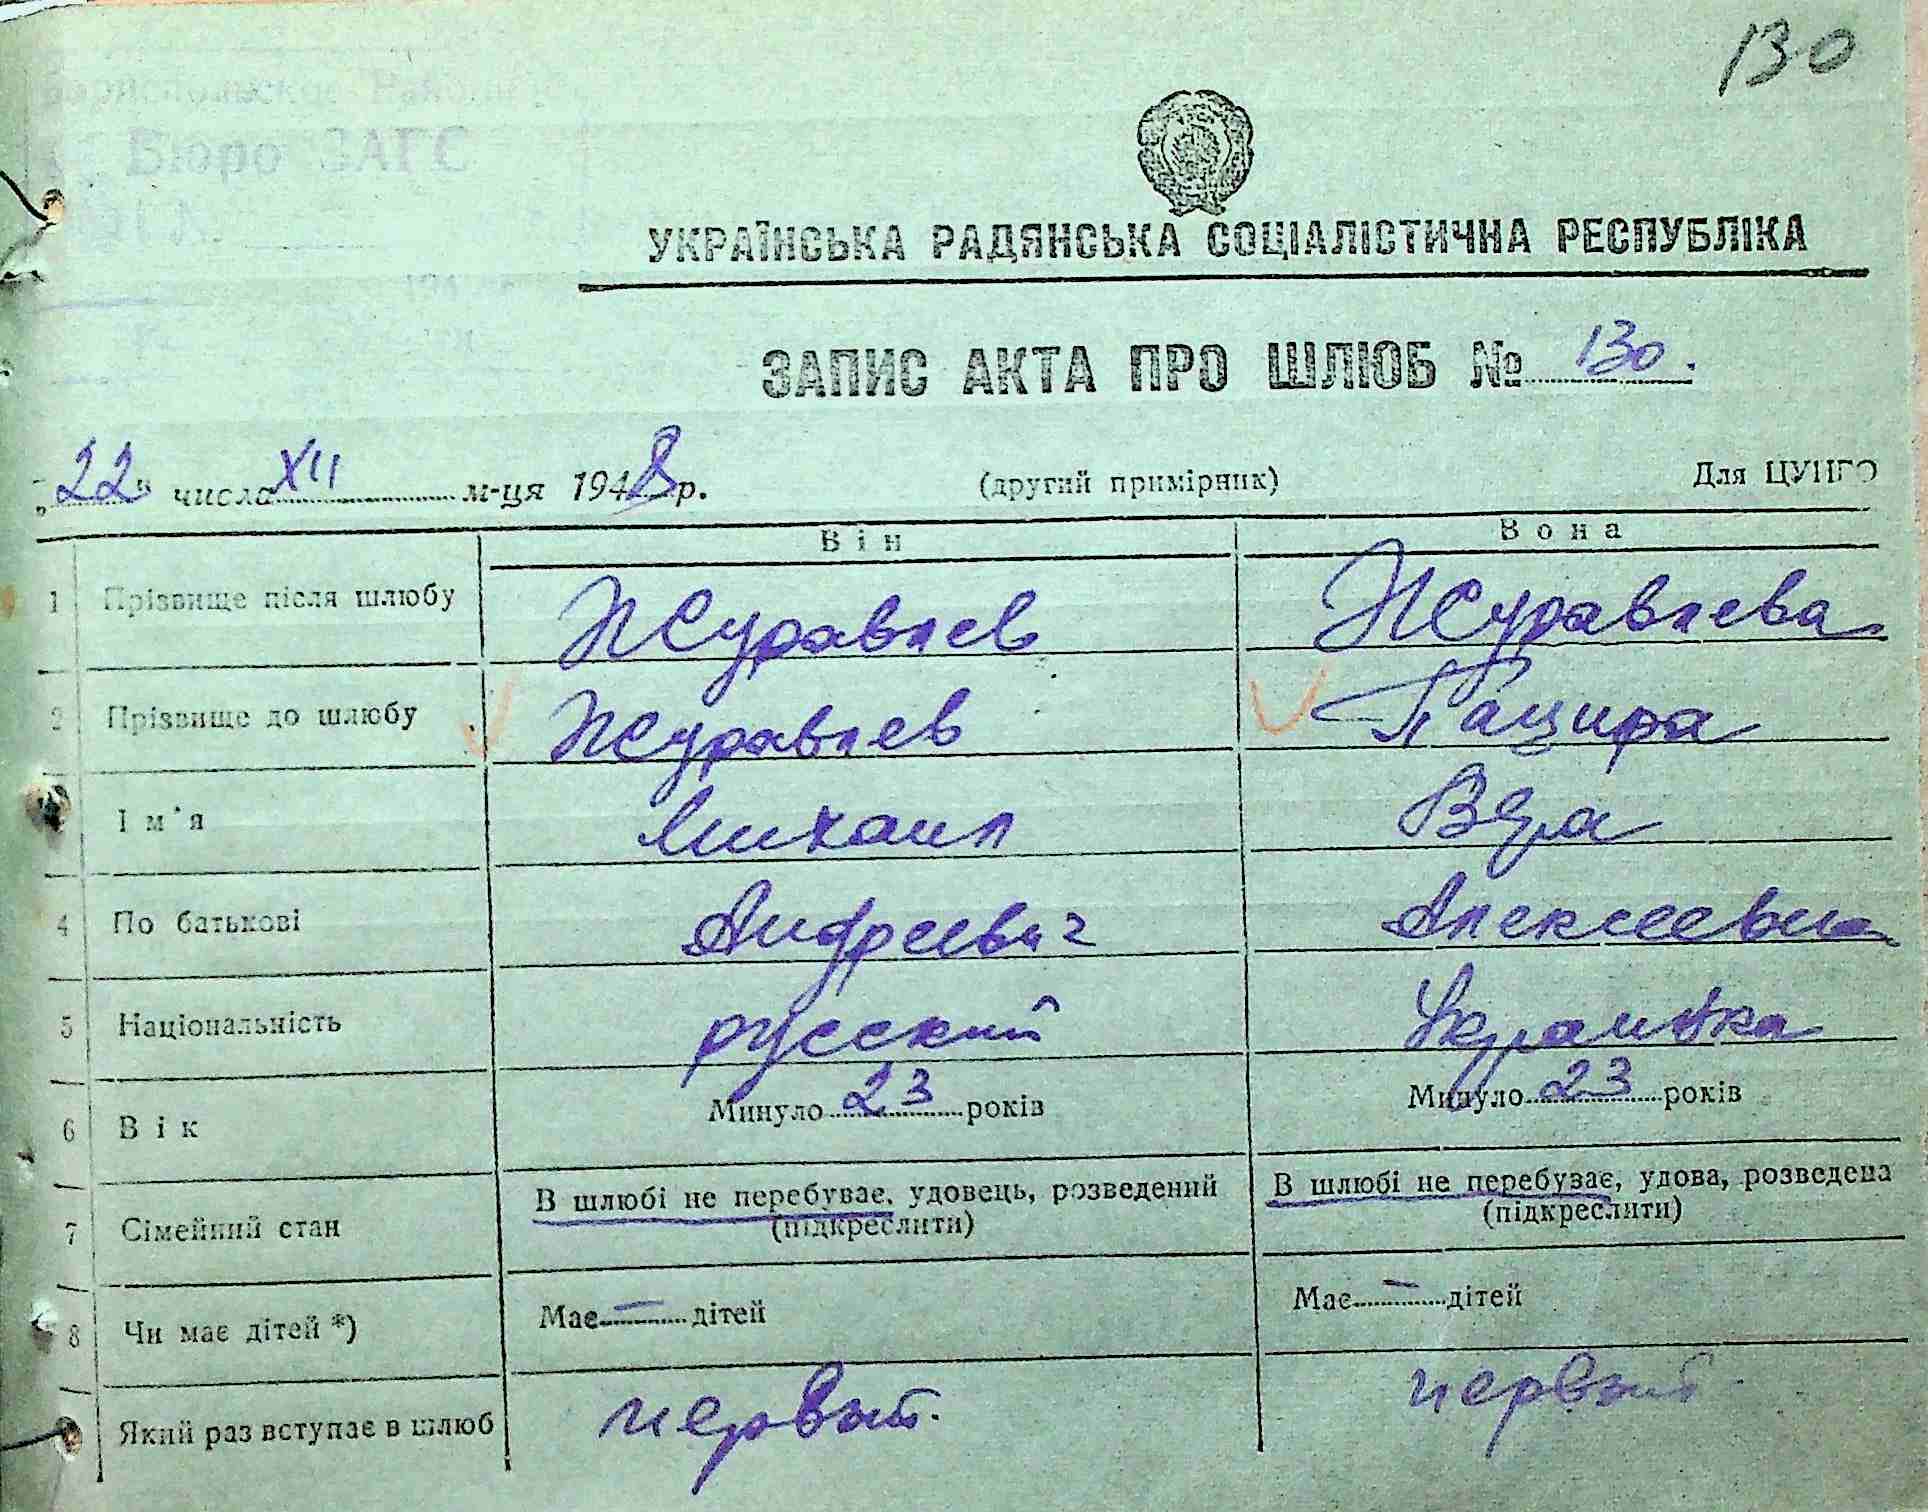 130
Бюро ЗАГС
УКРАЇНСЬКА РАДЯНСЬКА СОЦІАЛІСТИЧНА РЕСПУБЛІКА
ЗАПИС АКТА ПРО ШЛЮБ № 130.
„22“ числа XII м-ця 1948 р. (другий примірник) Для ЦУНГО
Він Вона
1 Прізвище після шлюбу Журавлев Журавлева
2 Прізвище до шлюбу Журавлев Пацира
Ім'я Михаил Вера
4 По батькові Андреевич Алексеевна
5 Національність русский Украинка
6 Вік Минуло 23 років Минуло 23 років
7 Сімейний стан В шлюбі не перебуває, удовець, розведений (підкреслити) В шлюбі не перебуває, удова, розведена (підкреслити)
8 Чи має дітей *) Має — дітей Має — дітей
Який раз вступає в шлюб первый. первый